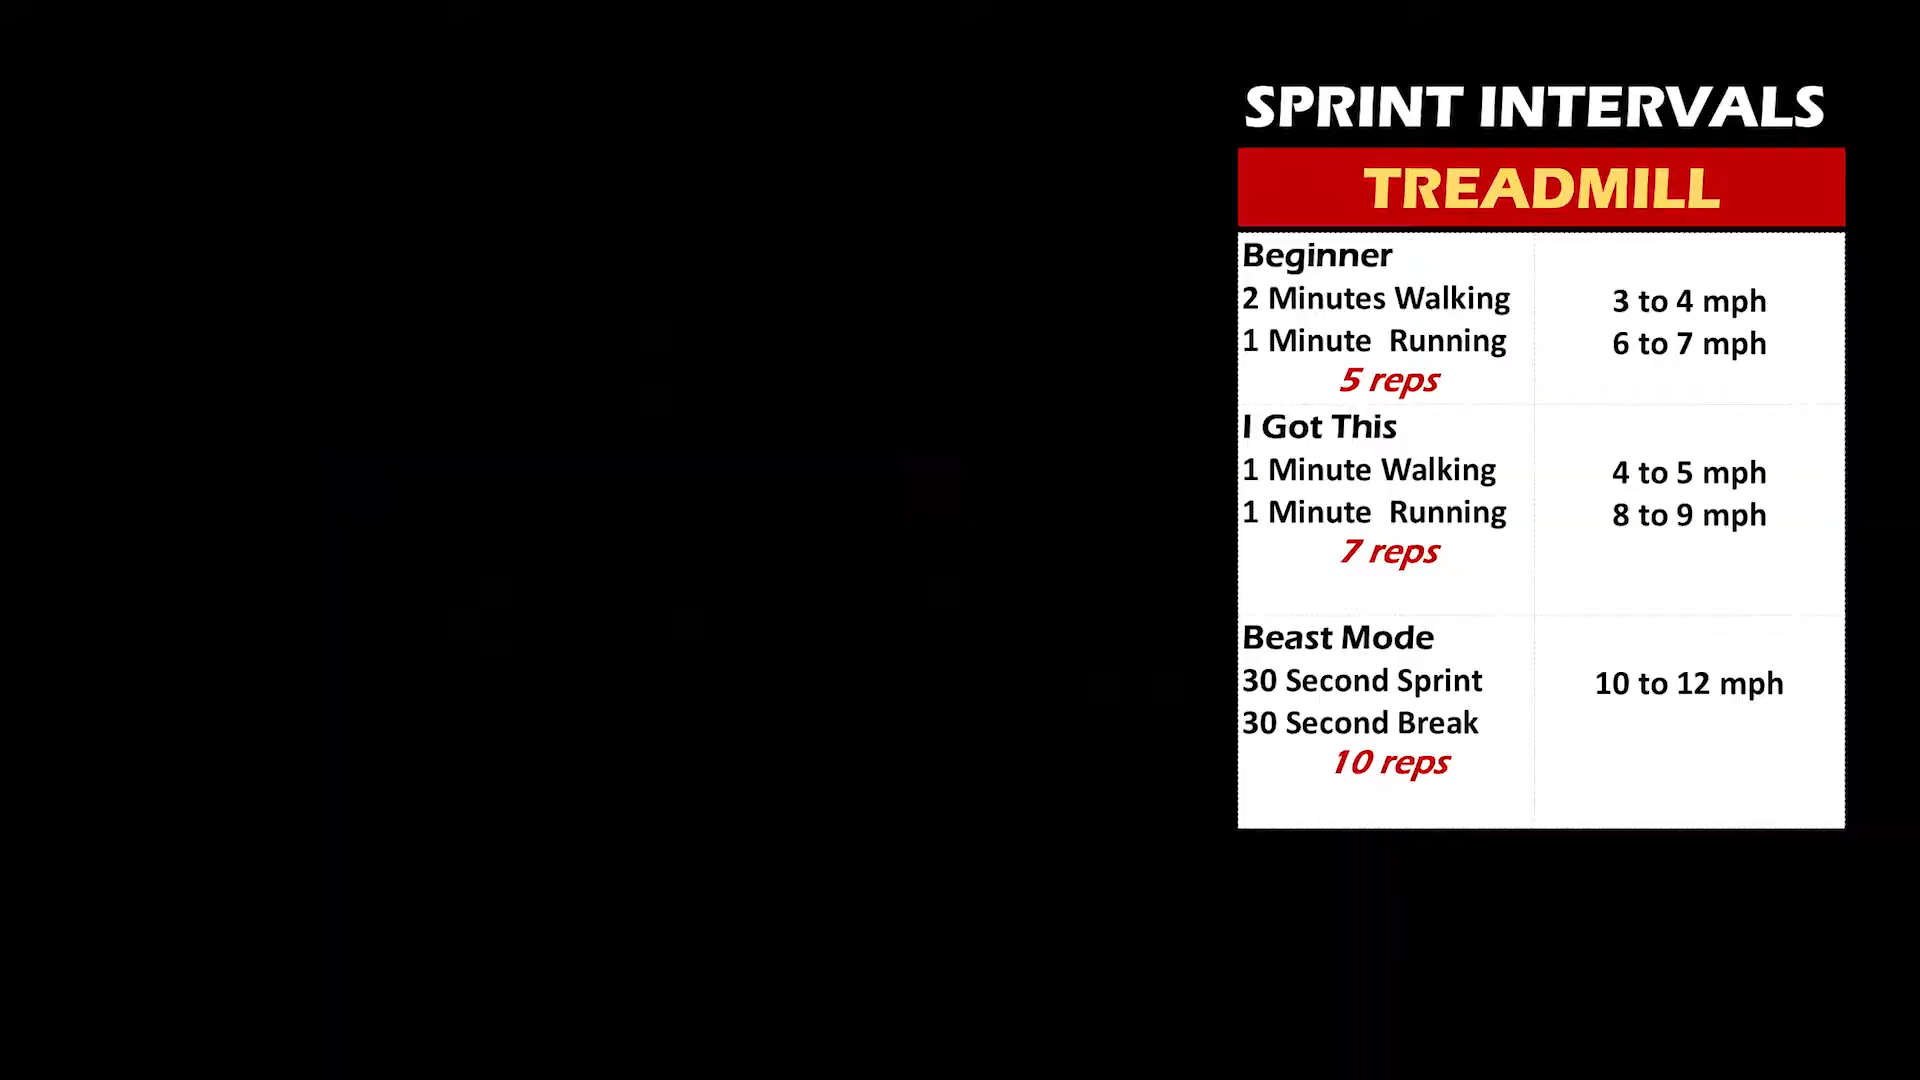 SPRINT INTERVALS
TREADMILL
Beginner
2 Minutes Walking 3 to 4 mph
1 Minute  Running 6 to 7 mph
5 reps
I Got This
1 Minute Walking 4 to 5 mph
1 Minute  Running 8 to 9 mph
7 reps
Beast Mode
30 Second Sprint 10 to 12 mph
30 Second Break
10 reps